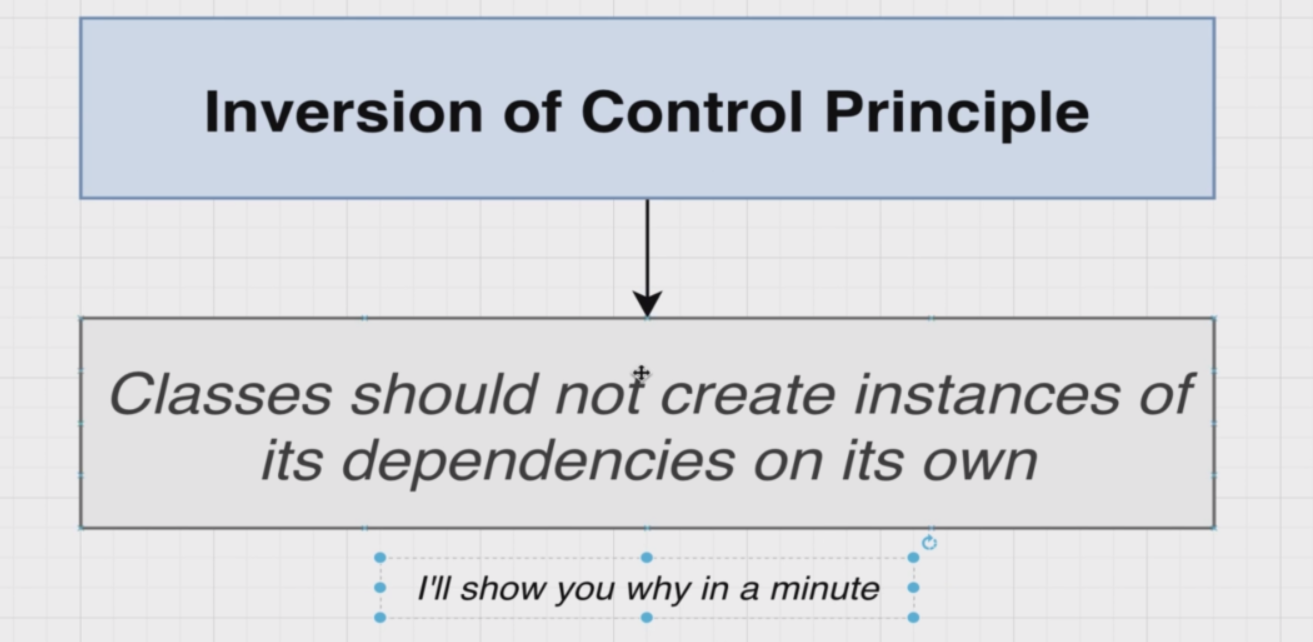 Inversion of Control Principle
Classes should not create instances of
its dependencies on its own
I'll show you why in a minute